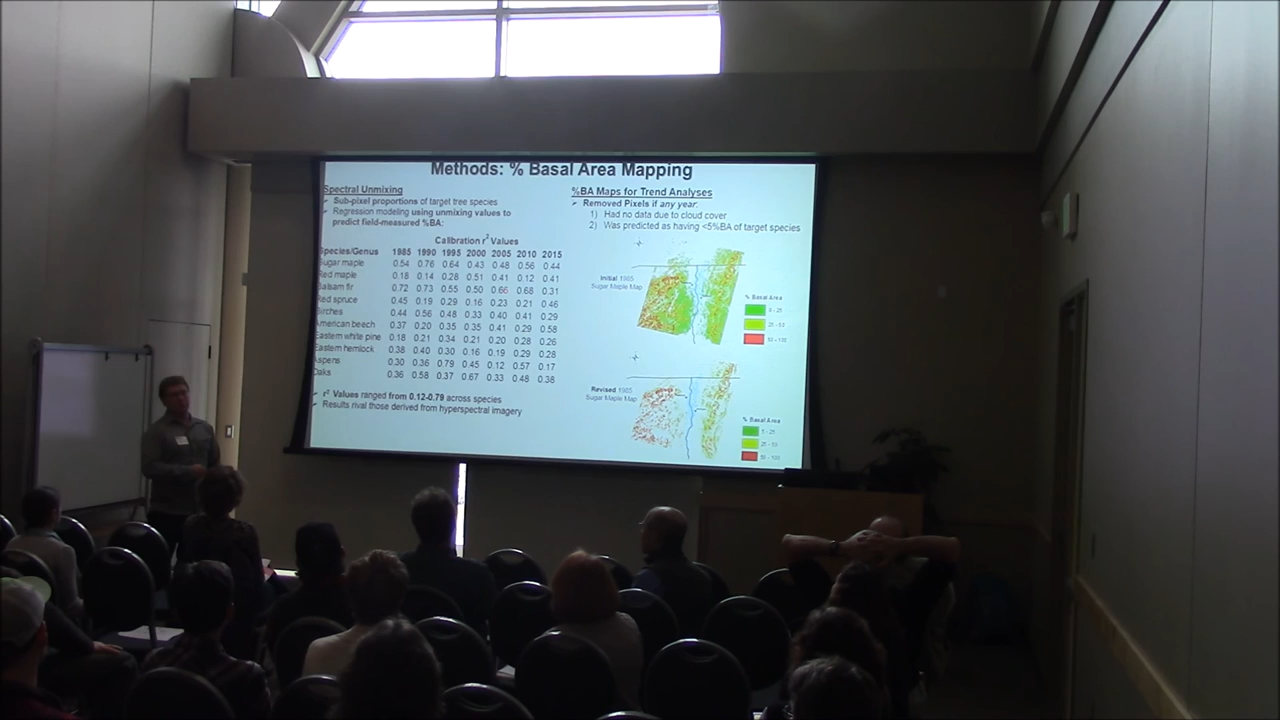 Methods: % Basal Area Mapping
Spectral Unmixing
Sub-pixel proportions of target tree species
Regression modeling using unmixing values to
predict field-measured %BA:
Calibration r² Values
Species/Genus 1985 1990 1995 2000 2005 2010 2015
Sugar maple 0.54 0.76 0.64 0.43 0.48 0.56 0.44
Red maple 0.18 0.14 0.28 0.51 0.41 0.12 0.41
Balsam fir 0.72 0.73 0.55 0.50 0.66 0.68 0.31
Red spruce 0.45 0.19 0.29 0.16 0.23 0.21 0.46
Birches 0.44 0.56 0.48 0.33 0.40 0.41 0.29
American beech 0.37 0.20 0.35 0.35 0.41 0.29 0.58
Eastern white pine 0.18 0.21 0.34 0.21 0.20 0.28 0.26
Eastern hemlock 0.38 0.40 0.30 0.16 0.19 0.29 0.28
Aspens 0.30 0.36 0.79 0.45 0.12 0.57 0.17
Oaks 0.36 0.58 0.37 0.67 0.33 0.48 0.38
r² Values ranged from 0.12-0.79 across species
Results rival those derived from hyperspectral imagery
%BA Maps for Trend Analyses
Removed Pixels if any year:
1) Had no data due to cloud cover
2) Was predicted as having <5%BA of target species
Initial 1985
Sugar Maple Map
% Basal Area
25 - 50
50 - 100
Revised 1985
Sugar Maple Map
% Basal Area
5 - 25
25 - 50
50 - 100